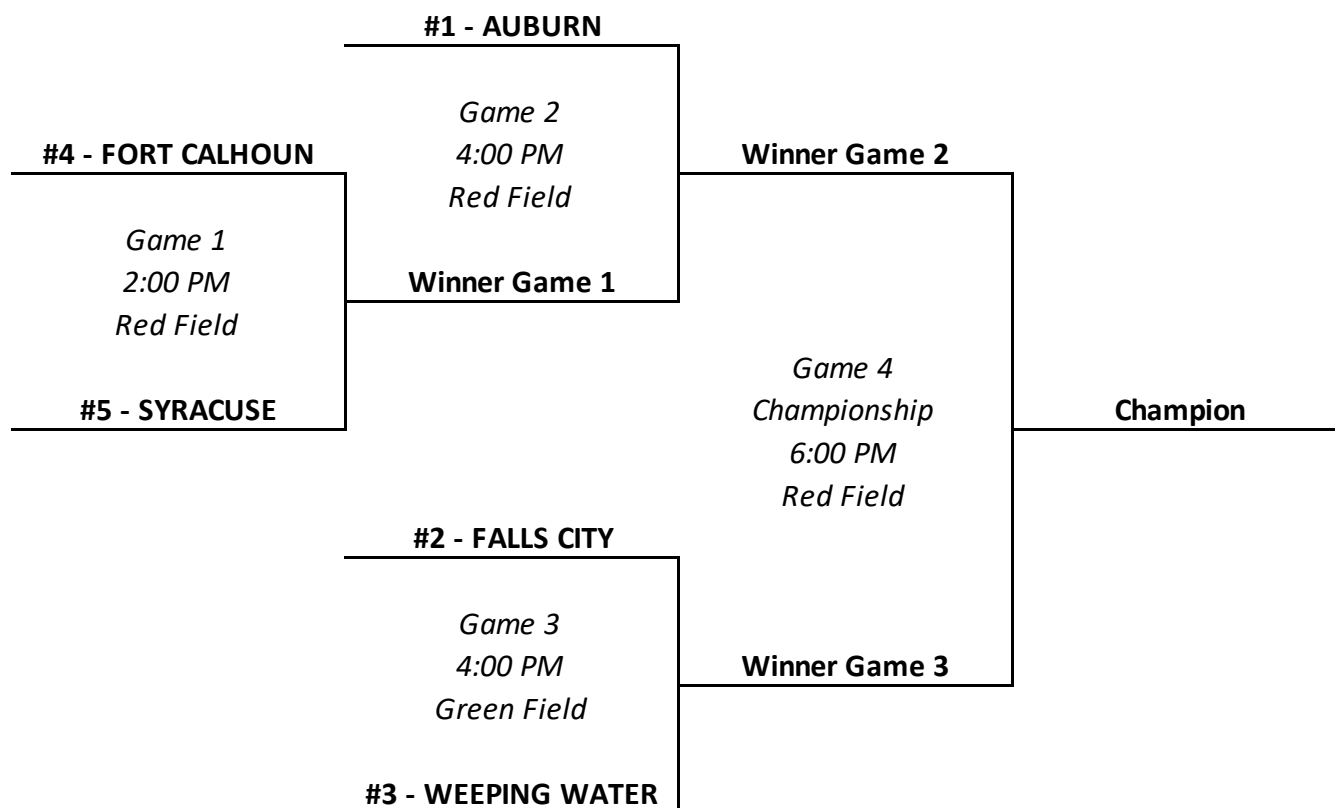 #1 - AUBURN
Game 2
4:00 PM
Red Field
#4 - FORT CALHOUN
Winner Game 2
Game 1
2:00 PM
Red Field
Winner Game 1
#5 - SYRACUSE
Game 4
Championship
6:00 PM
Red Field
Champion
#2 - FALLS CITY
Game 3
4:00 PM
Green Field
Winner Game 3
#3 - WEEPING WATER